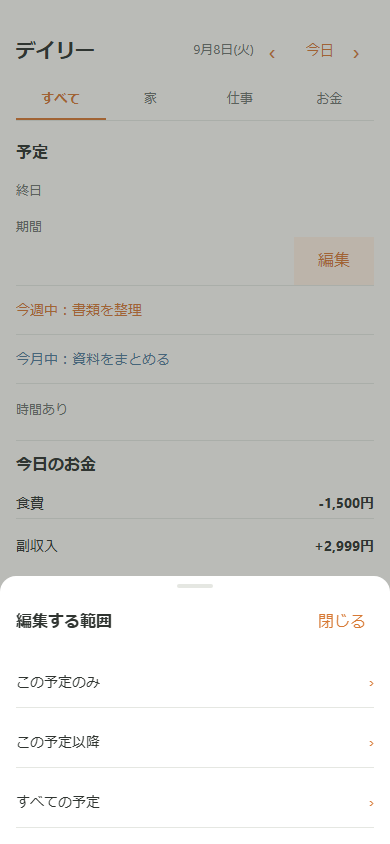 デイリー 9月8日(火) ‹ 今日 ›
すべて 家 仕事 お金
予定
終日
期間
編集
今週中：書類を整理
今月中：資料をまとめる
時間あり
今日のお金
食費 -1,500円
副収入 +2,999円
編集する範囲 閉じる
この予定のみ ›
この予定以降 ›
すべての予定 ›